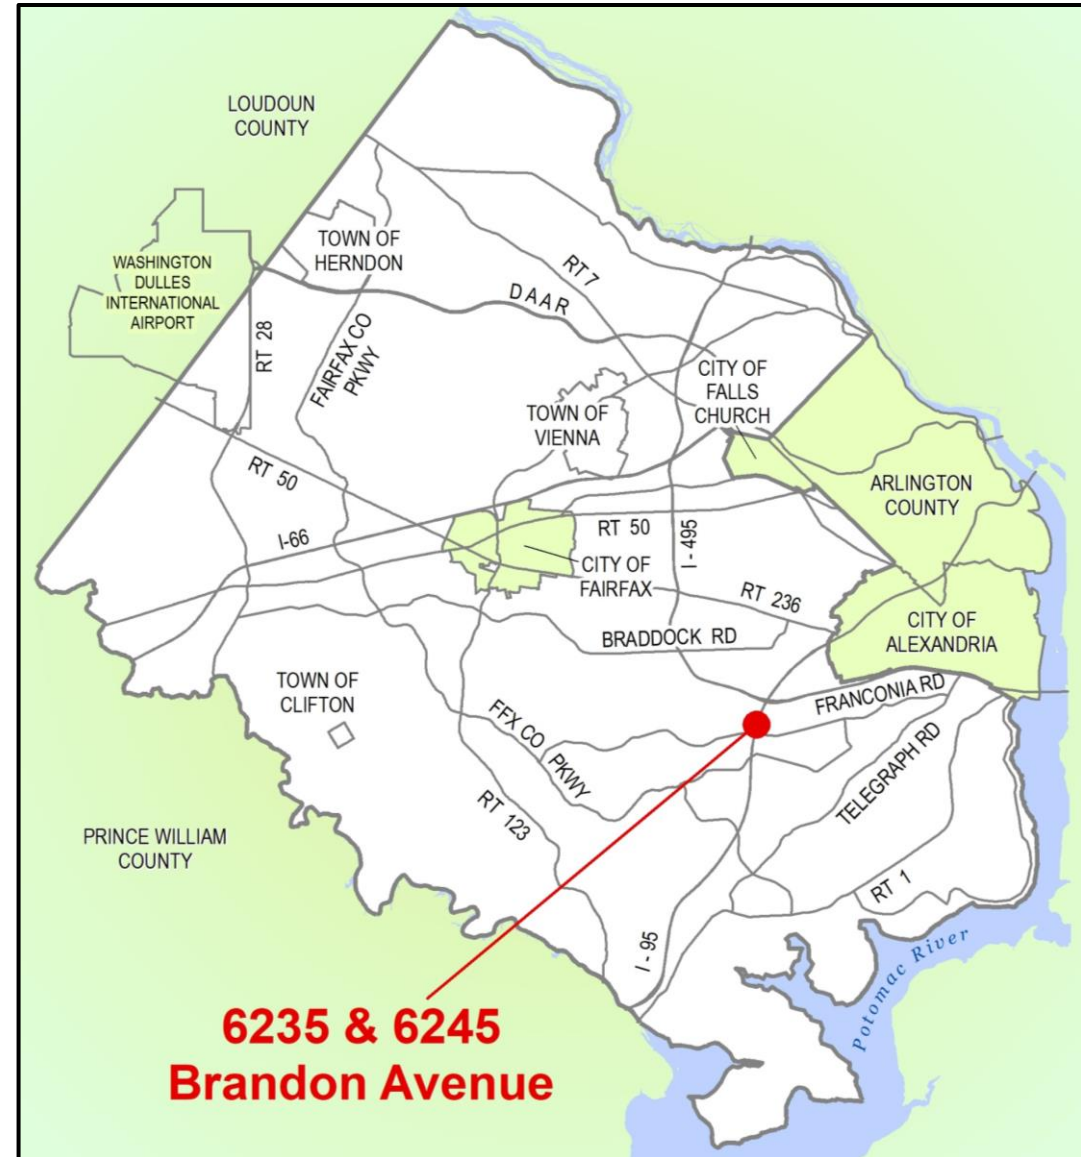 LOUDOUN
COUNTY
WASHINGTON
DULLES
INTERNATIONAL
AIRPORT
TOWN OF
HERNDON
RT 28
FAIRFAX CO
PKWY
RT 7
DAAR
CITY OF
FALLS
CHURCH
TOWN OF
VIENNA
ARLINGTON
COUNTY
RT 50
I-66
RT 50
CITY OF
FAIRFAX
I - 495
RT 236
BRADDOCK RD
CITY OF
ALEXANDRIA
TOWN OF
CLIFTON
FRANCONIA RD
FFX CO PKWY
TELEGRAPH RD
RT 123
PRINCE WILLIAM
COUNTY
RT 1
I - 95
Potomac River
6235 & 6245
Brandon Avenue